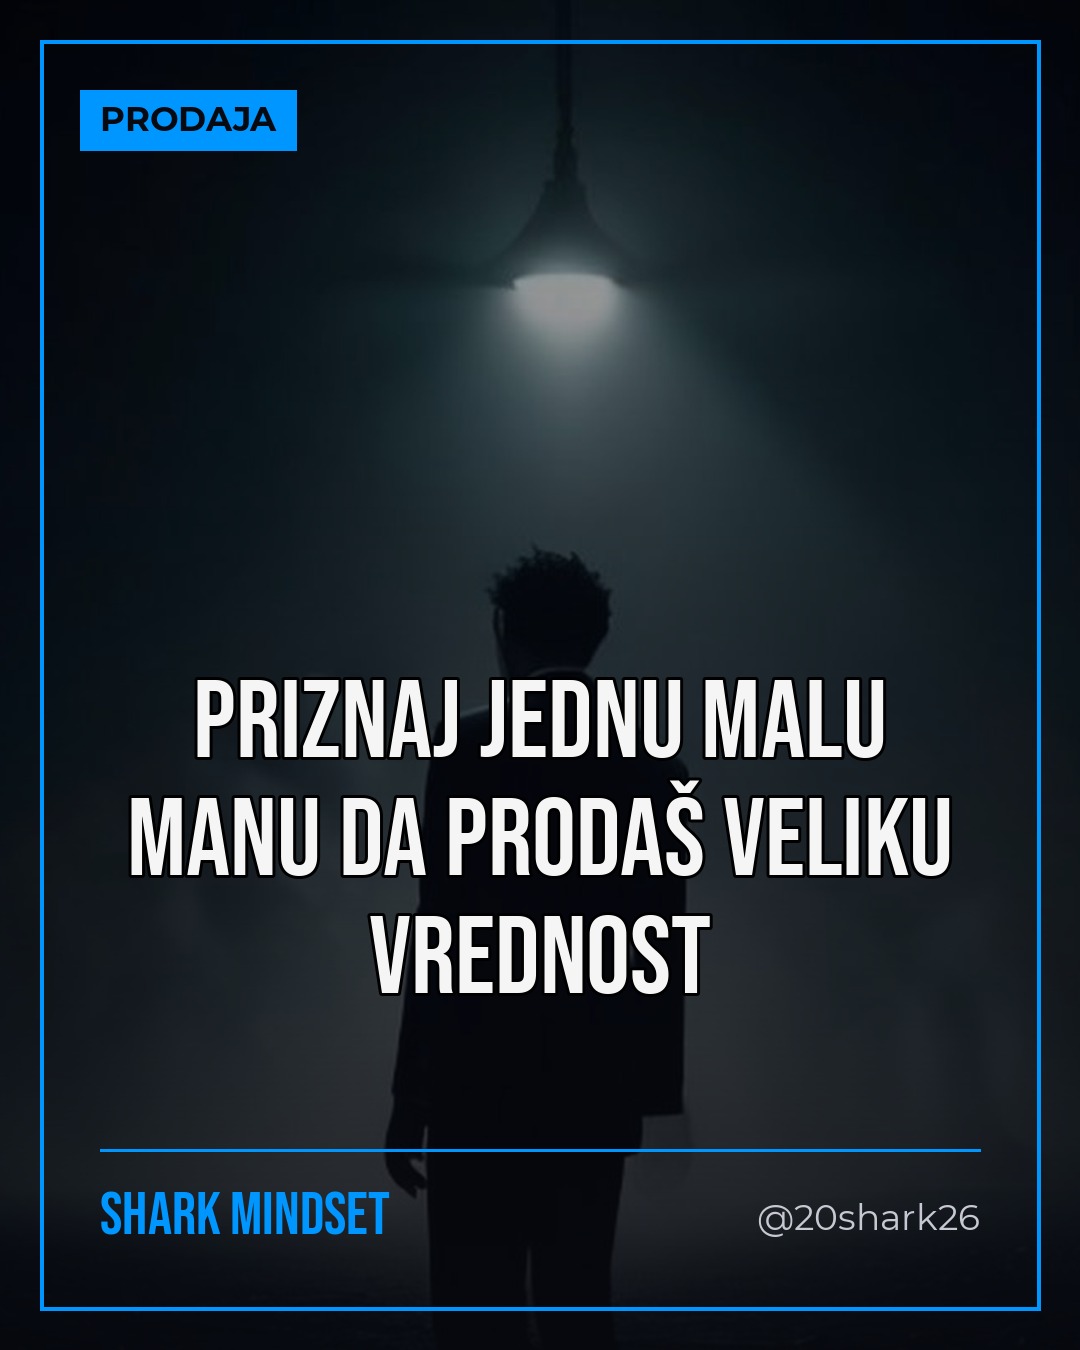 PRODAJA
PRIZNAJ JEDNU MALU
MANU DA PRODAŠ VELIKU
VREDNOST
SHARK MINDSET
@20shark26